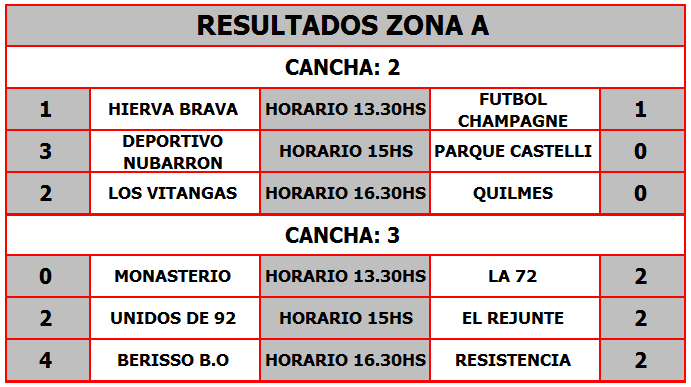 RESULTADOS ZONA A
CANCHA: 2
1 HIERVA BRAVA HORARIO 13.30HS FUTBOL CHAMPAGNE 1
3 DEPORTIVO NUBARRON HORARIO 15HS PARQUE CASTELLI 0
2 LOS VITANGAS HORARIO 16.30HS QUILMES 0
CANCHA: 3
0 MONASTERIO HORARIO 13.30HS LA 72 2
2 UNIDOS DE 92 HORARIO 15HS EL REJUNTE 2
4 BERISSO B.O HORARIO 16.30HS RESISTENCIA 2